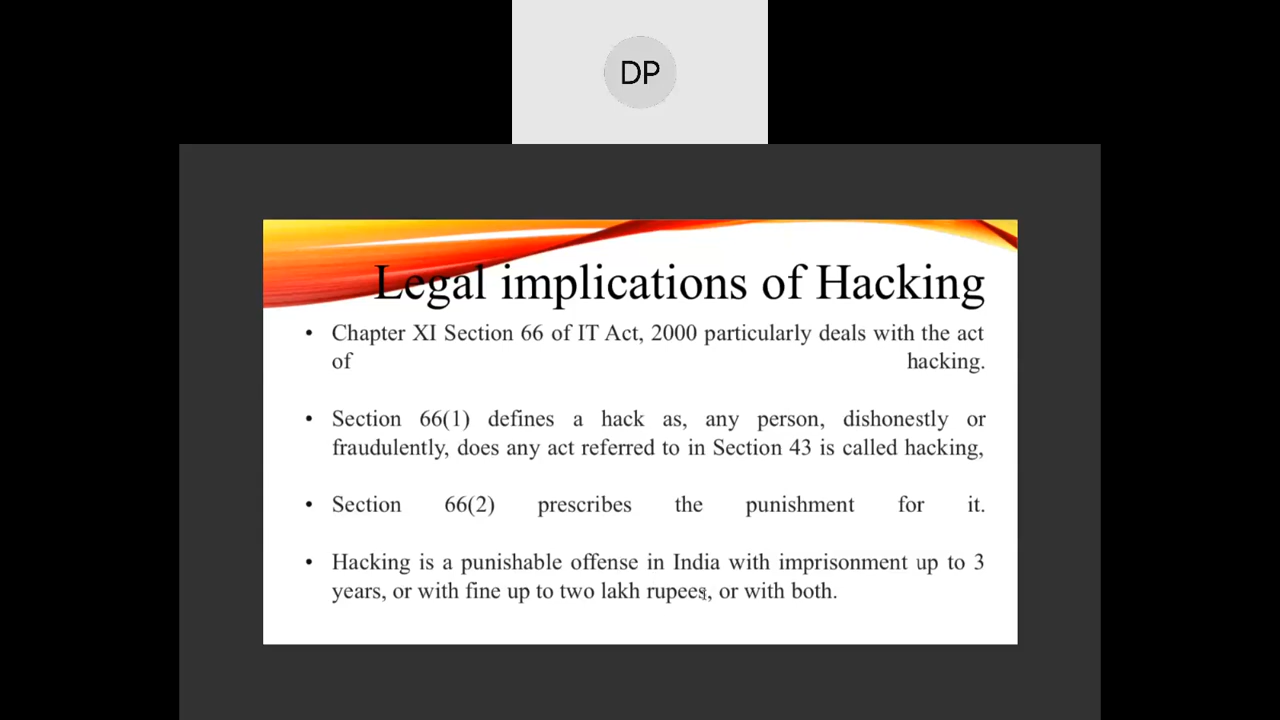 DP
Legal implications of Hacking
• Chapter XI Section 66 of IT Act, 2000 particularly deals with the act
of hacking.
• Section 66(1) defines a hack as, any person, dishonestly or
fraudulently, does any act referred to in Section 43 is called hacking,
• Section 66(2) prescribes the punishment for it.
• Hacking is a punishable offense in India with imprisonment up to 3
years, or with fine up to two lakh rupees, or with both.